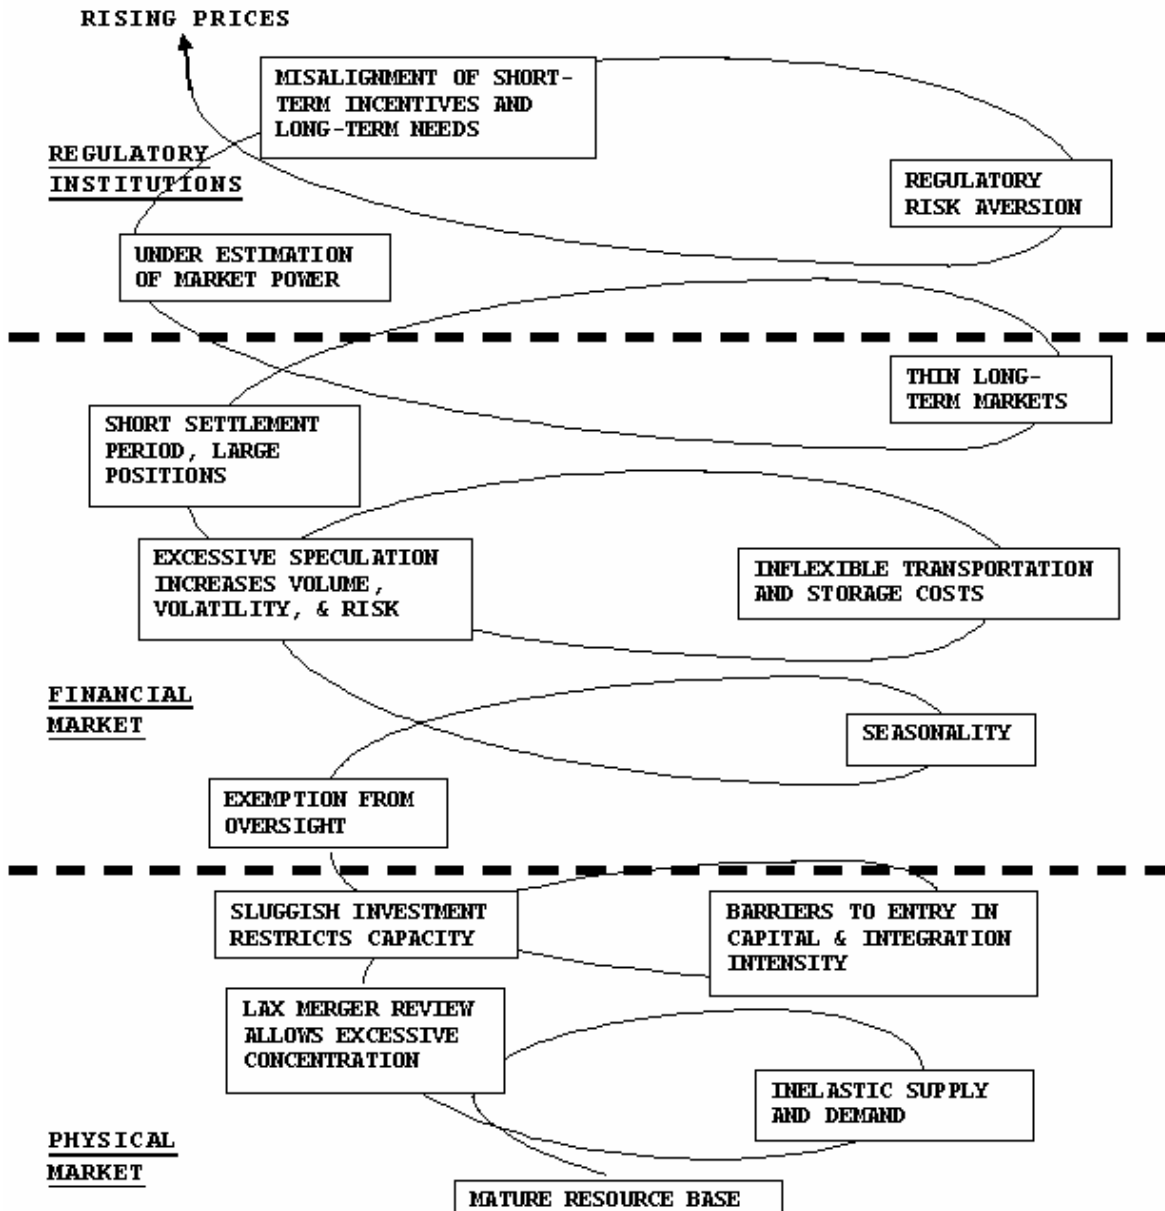 RISING PRICES
MISALIGNMENT OF SHORT-
TERM INCENTIVES AND
LONG-TERM NEEDS
REGULATORY
INSTITUTIONS
REGULATORY
RISK AVERSION
UNDER ESTIMATION
OF MARKET POWER
THIN LONG-
TERM MARKETS
SHORT SETTLEMENT
PERIOD, LARGE
POSITIONS
EXCESSIVE SPECULATION
INCREASES VOLUME,
VOLATILITY, & RISK
INFLEXIBLE TRANSPORTATION
AND STORAGE COSTS
FINANCIAL
MARKET
SEASONALITY
EXEMPTION FROM
OVERSIGHT
SLUGGISH INVESTMENT
RESTRICTS CAPACITY
BARRIERS TO ENTRY IN
CAPITAL & INTEGRATION
INTENSITY
LAX MERGER REVIEW
ALLOWS EXCESSIVE
CONCENTRATION
INELASTIC SUPPLY
AND DEMAND
PHYSICAL
MARKET
MATURE RESOURCE BASE